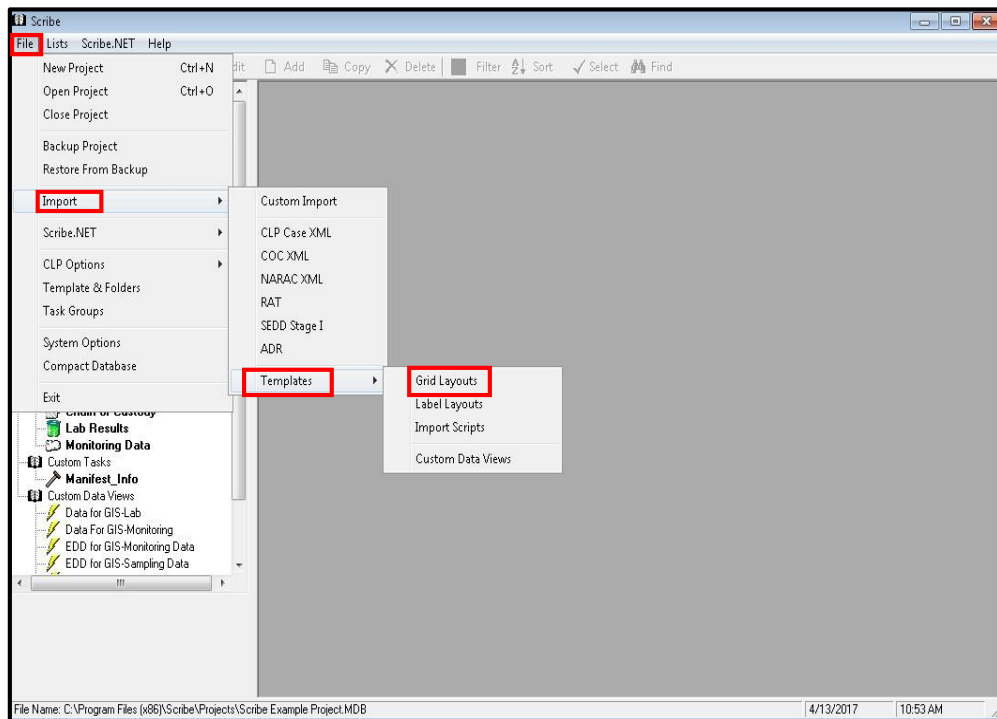 Scribe
File Lists Scribe.NET Help
dit Add Copy Delete Filter Sort Select Find
New Project Ctrl+N
Open Project Ctrl+O
Close Project
Backup Project
Restore From Backup
Import
Scribe.NET
CLP Options
Template & Folders
Task Groups
System Options
Compact Database
Exit
Custom Import
CLP Case XML
COC XML
NARAC XML
RAT
SEDD Stage I
ADR
Templates
Grid Layouts
Label Layouts
Import Scripts
Custom Data Views
Chain of Custody
Lab Results
Monitoring Data
Custom Tasks
Manifest_Info
Custom Data Views
Data for GIS-Lab
Data For GIS-Monitoring
EDD for GIS-Monitoring Data
EDD for GIS-Sampling Data
File Name: C:\Program Files (x86)\Scribe\Projects\Scribe Example Project.MDB 4/13/2017 10:53 AM